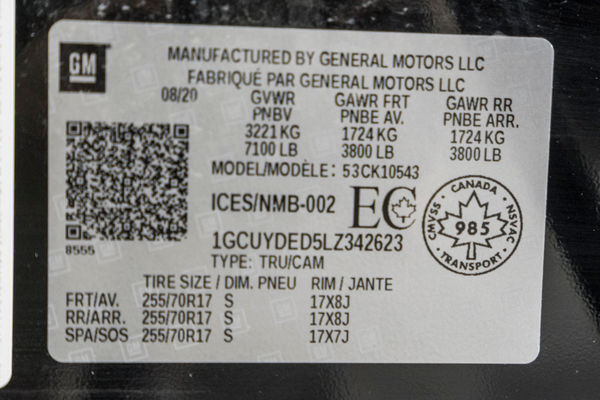 GM
MANUFACTURED BY GENERAL MOTORS LLC
FABRIQUÉ PAR GENERAL MOTORS LLC
08/20 GVWR GAWR FRT GAWR RR
PNBV PNBE AV. PNBE ARR.
3221 KG 1724 KG 1724 KG
7100 LB 3800 LB 3800 LB
MODEL/MODÈLE: 53CK10543
ICES/NMB-002 EC
CANADA
CMVSS 985 NSVAC
TRANSPORT
8555
1GCUYDED5LZ342623
TYPE: TRU/CAM
TIRE SIZE / DIM. PNEU RIM / JANTE
FRT/AV. 255/70R17 S 17X8J
RR/ARR. 255/70R17 S 17X8J
SPA/SOS 255/70R17 S 17X7J